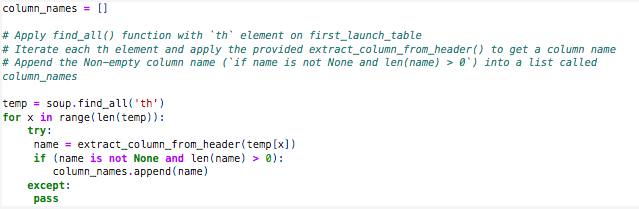 column_names = []
# Apply find_all() function with `th` element on first_launch_table
# Iterate each th element and apply the provided extract_column_from_header() to get a column name
# Append the Non-empty column name (`if name is not None and len(name) > 0`) into a list called
column_names
temp = soup.find_all('th')
for x in range(len(temp)):
    try:
     name = extract_column_from_header(temp[x])
     if (name is not None and len(name) > 0):
        column_names.append(name)
    except:
     pass